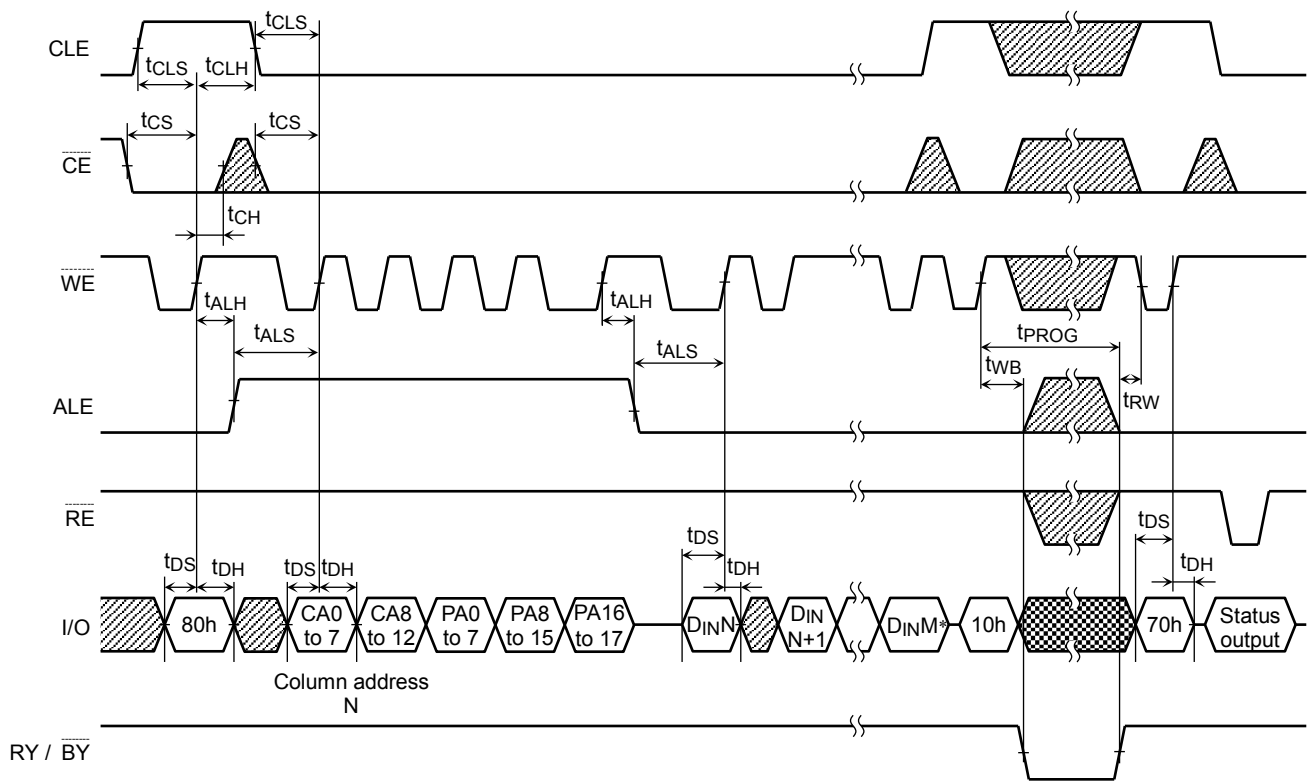 CLE
tCLS
tCLS
tCLH
CE
tCS
tCS
tCH
WE
tALH
tALS
tALH
tALS
tPROG
tWB
tRW
ALE
RE
tDS
tDH
tDS
tDH
tDS
tDH
tDS
tDH
I/O
80h
CA0
to 7
CA8
to 12
PA0
to 7
PA8
to 15
PA16
to 17
DINN
DIN
N+1
DINM*
10h
70h
Status
output
Column address
N
RY / BY